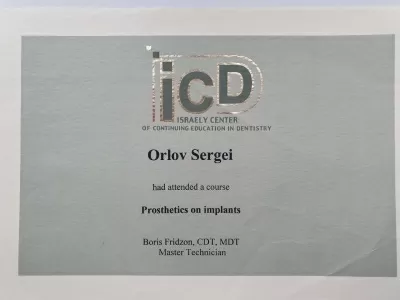 iCD
ISRAELY CENTER
OF CONTINUING EDUCATION IN DENTISTRY
Orlov Sergei
had attended a course
Prosthetics on implants
Boris Fridzon, CDT, MDT
Master Technician